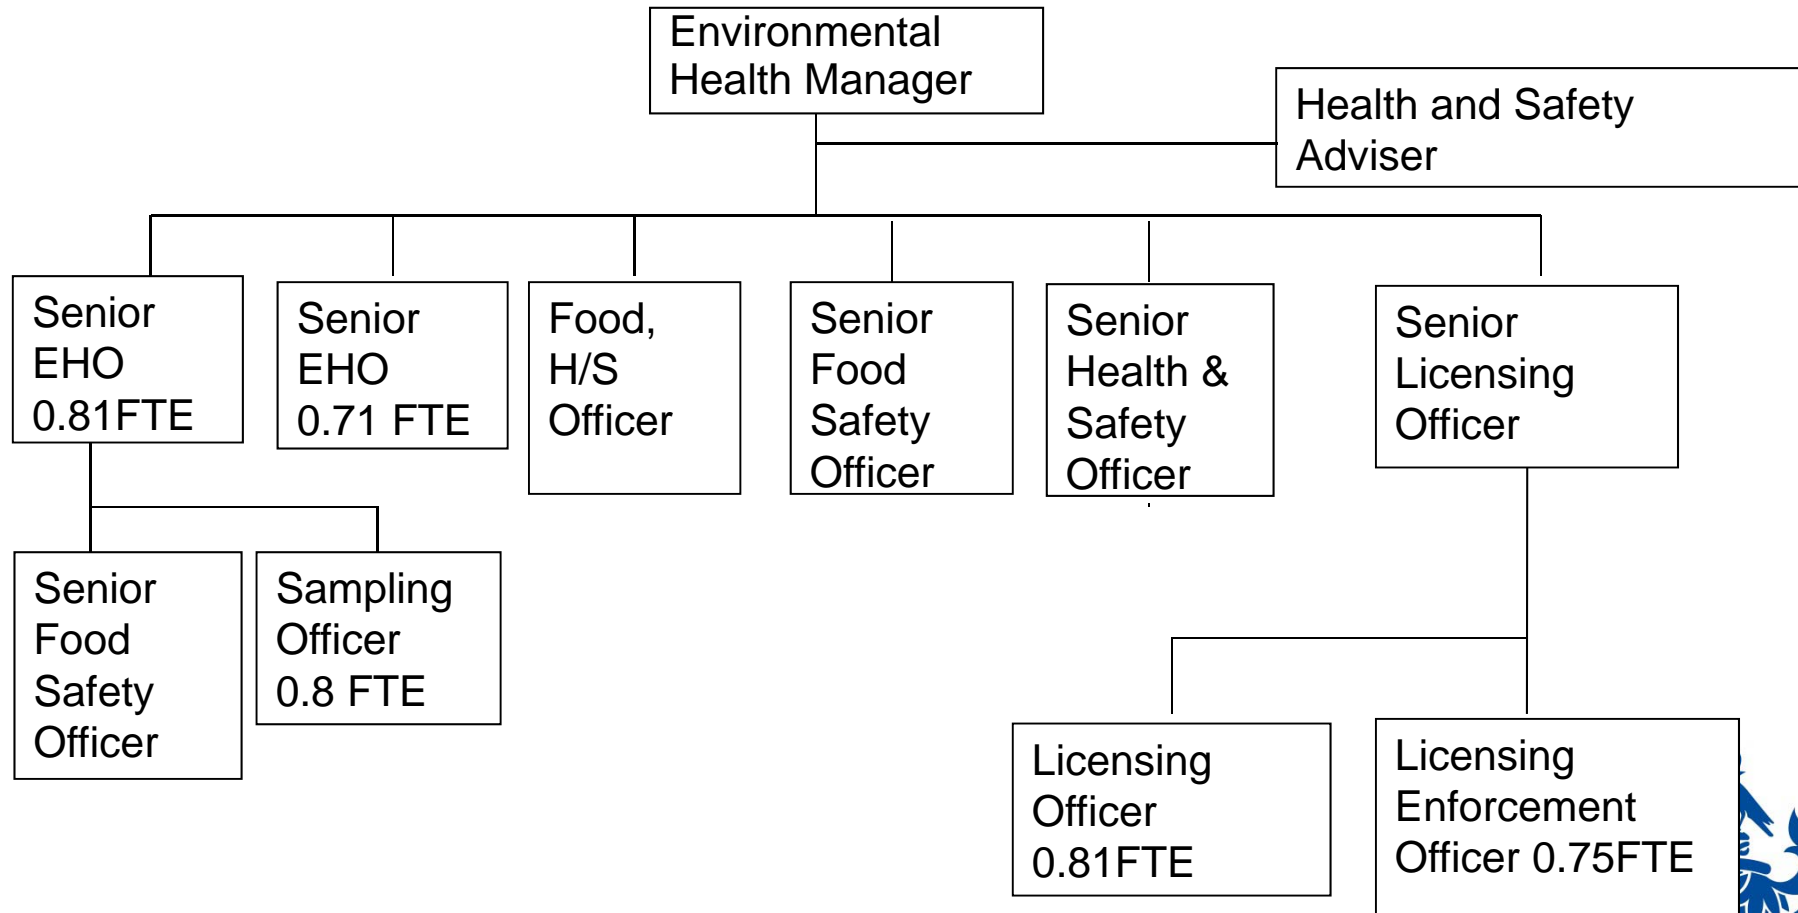 Environmental
Health Manager
Health and Safety
Adviser
Senior
EHO
0.81FTE
Senior
EHO
0.71 FTE
Food,
H/S
Officer
Senior
Food
Safety
Officer
Senior
Health &
Safety
Officer
Senior
Licensing
Officer
Senior
Food
Safety
Officer
Sampling
Officer
0.8 FTE
Licensing
Officer
0.81FTE
Licensing
Enforcement
Officer 0.75FTE